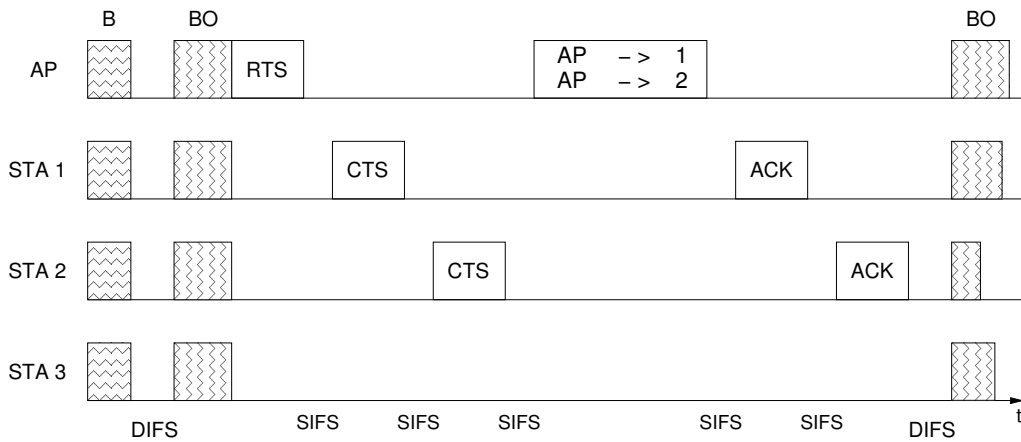 B BO BO
AP RTS AP – > 1
AP – > 2
STA 1 CTS ACK
STA 2 CTS ACK
STA 3
t
DIFS SIFS SIFS SIFS SIFS SIFS DIFS